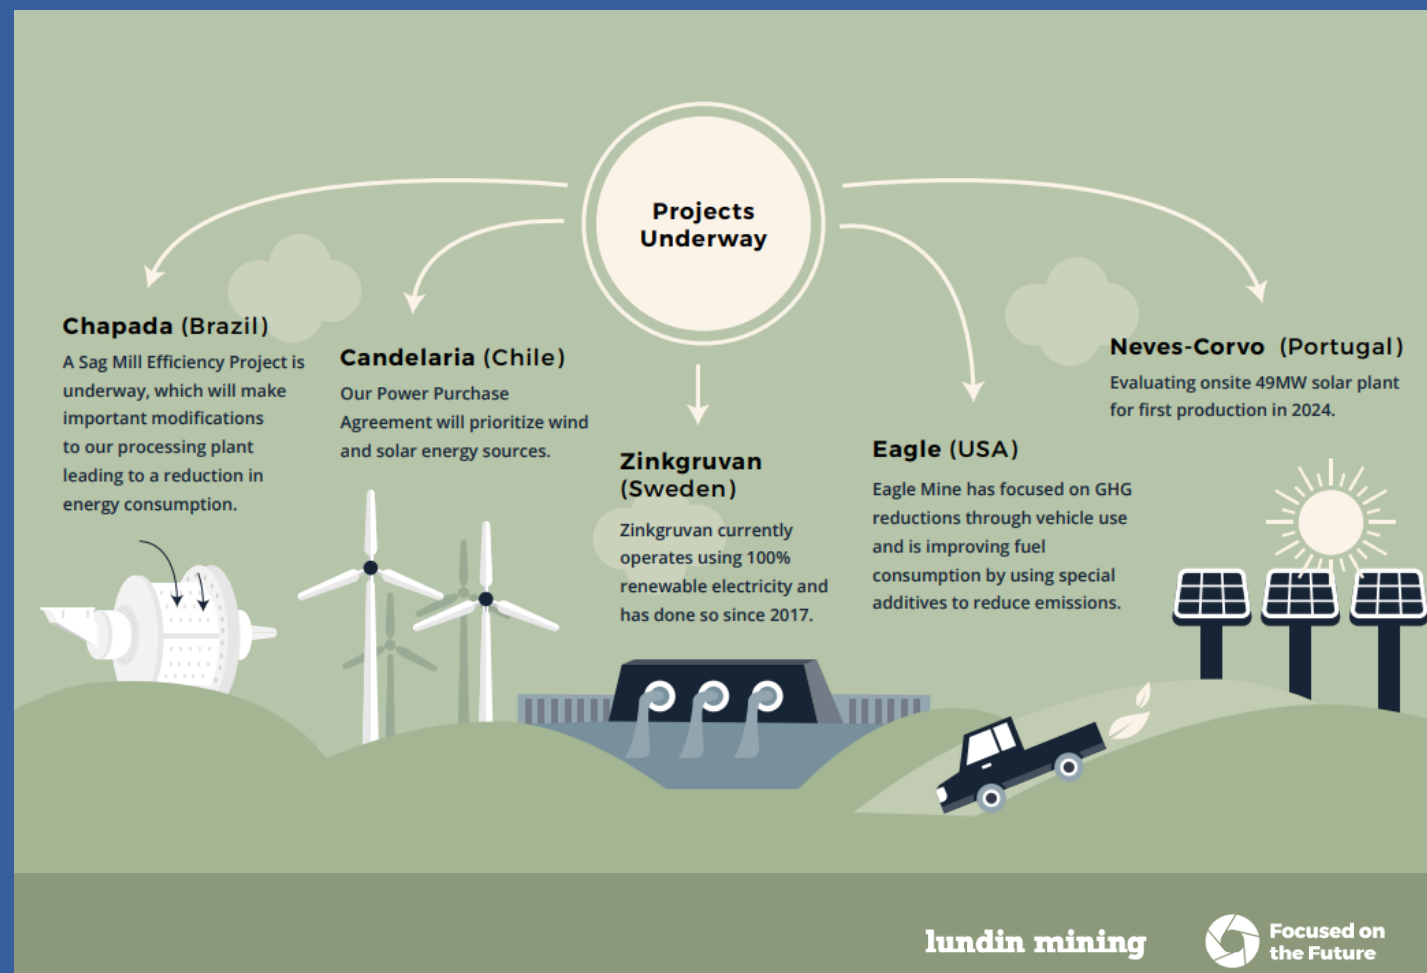 Projects
Underway
Chapada (Brazil)
A Sag Mill Efficiency Project is
underway, which will make
important modifications
to our processing plant
leading to a reduction in
energy consumption.
Candelaria (Chile)
Our Power Purchase
Agreement will prioritize wind
and solar energy sources.
Zinkgruvan
(Sweden)
Zinkgruvan currently
operates using 100%
renewable electricity and
has done so since 2017.
Eagle (USA)
Eagle Mine has focused on GHG
reductions through vehicle use
and is improving fuel
consumption by using special
additives to reduce emissions.
Neves-Corvo (Portugal)
Evaluating onsite 49MW solar plant
for first production in 2024.
lundin mining
Focused on
the Future